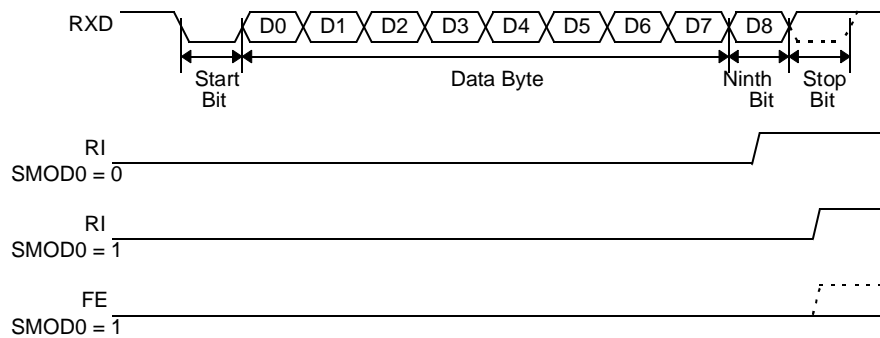 RXD D0 D1 D2 D3 D4 D5 D6 D7 D8
Start Bit
Data Byte
Ninth Bit
Stop Bit
RI
SMOD0 = 0
RI
SMOD0 = 1
FE
SMOD0 = 1